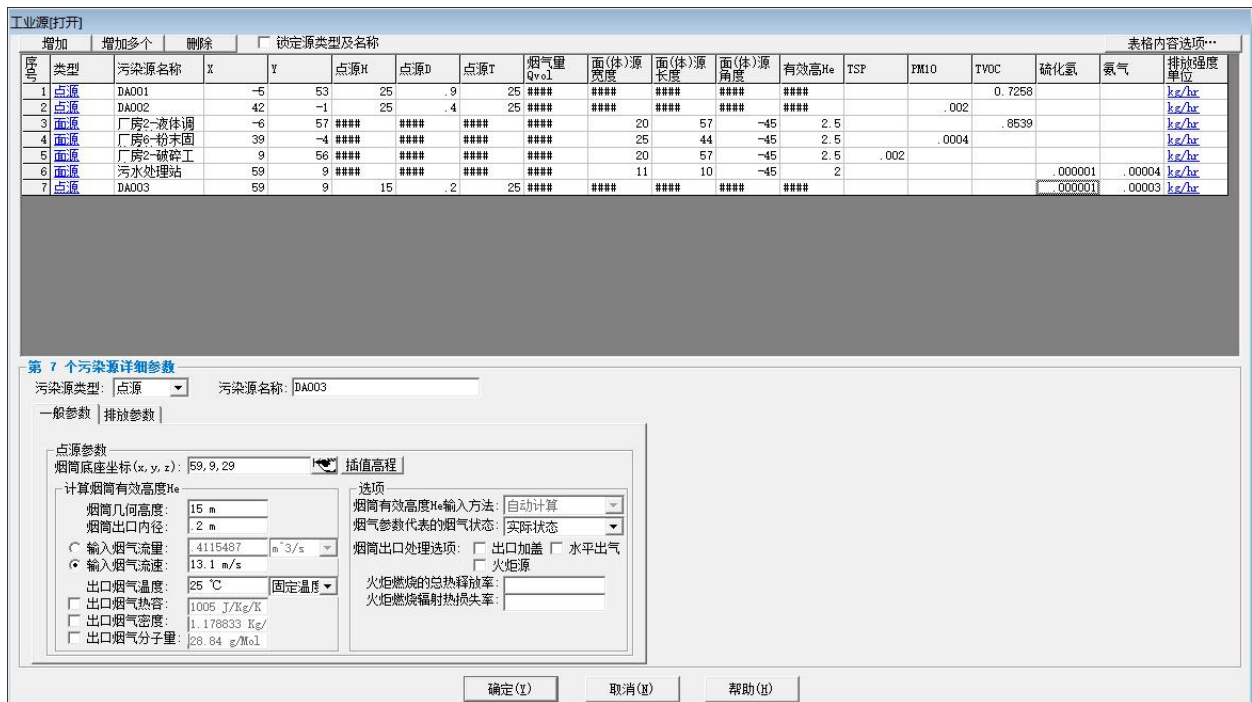 工业源[打开]
增加 增加多个 删除 锁定源类型及名称 表格内容选项…
序号 类型 污染源名称 X Y 点源H 点源D 点源T 烟气量Qvol 面(体)源宽度 面(体)源长度 面(体)源角度 有效高He TSP PM10 TVOC 硫化氢 氨气 排放强度单位
1 点源 DA001 -5 53 25 .9 25 #### #### #### #### #### 0.7258 kg/hr
2 点源 DA002 42 -1 25 .4 25 #### #### #### #### #### .002 kg/hr
3 面源 厂房2-液体调 -6 57 #### #### #### #### 20 57 -45 2.5 .8539 kg/hr
4 面源 厂房6-粉末固 39 -4 #### #### #### #### 25 44 -45 2.5 .0004 kg/hr
5 面源 厂房2-破碎工 9 56 #### #### #### #### 20 57 -45 2.5 .002 kg/hr
6 面源 污水处理站 59 9 #### #### #### #### 11 10 -45 2 .000001 .00004 kg/hr
7 点源 DA003 59 9 15 .2 25 #### #### #### #### #### .000001 .00003 kg/hr
第 7 个污染源详细参数
污染源类型: 点源 污染源名称: DA003
一般参数 排放参数
点源参数
烟筒底座坐标(x,y,z): 59,9,29 插值高程
计算烟筒有效高度He 选项
烟筒几何高度: 15 m 烟筒有效高度He输入方法: 自动计算
烟筒出口内径: .2 m 烟气参数代表的烟气状态: 实际状态
输入烟气流量: .4115487 m^3/s 烟筒出口处理选项: 出口加盖 水平出气
输入烟气流速: 13.1 m/s 火炬源
出口烟气温度: 25 ℃ 固定温度 火炬燃烧的总热释放率:
出口烟气热容: 1005 J/Kg/K 火炬燃烧辐射热损失率:
出口烟气密度: 1.178833 Kg/
出口烟气分子量: 28.84 g/Mol
确定(Y) 取消(N) 帮助(H)